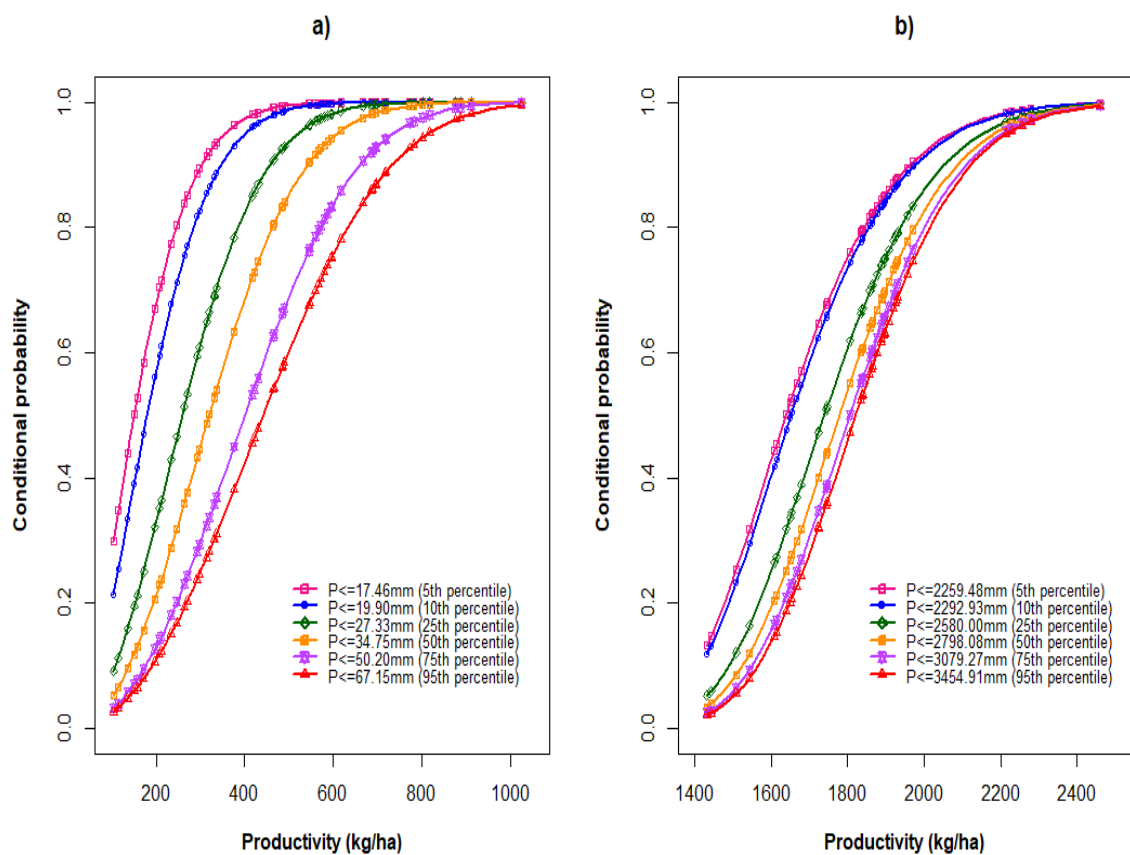 a)
Conditional probability
1.0
0.8
0.6
0.4
0.2
0.0
P<=17.46mm (5th percentile)
P<=19.90mm (10th percentile)
P<=27.33mm (25th percentile)
P<=34.75mm (50th percentile)
P<=50.20mm (75th percentile)
P<=67.15mm (95th percentile)
200 400 600 800 1000
Productivity (kg/ha)
b)
Conditional probability
1.0
0.8
0.6
0.4
0.2
0.0
P<=2259.48mm (5th percentile)
P<=2292.93mm (10th percentile)
P<=2580.00mm (25th percentile)
P<=2798.08mm (50th percentile)
P<=3079.27mm (75th percentile)
P<=3454.91mm (95th percentile)
1400 1600 1800 2000 2200 2400
Productivity (kg/ha)